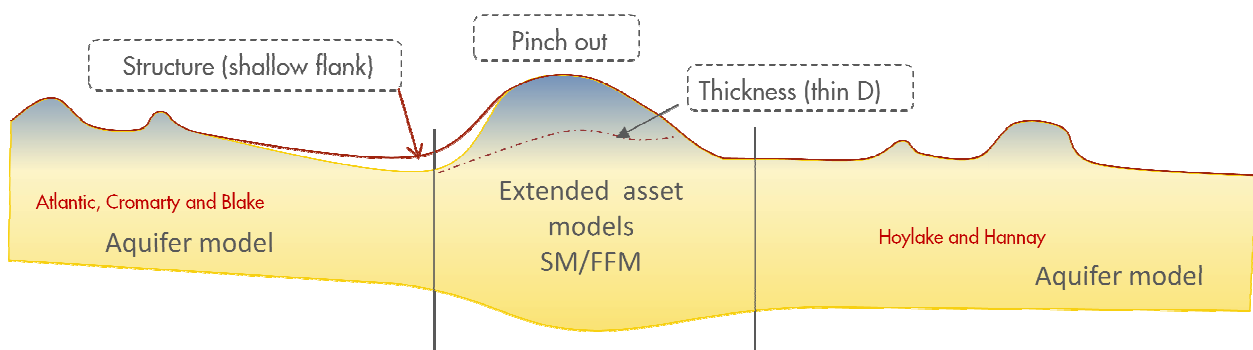 Pinch out
Structure (shallow flank)
Thickness (thin D)
Atlantic, Cromarty and Blake
Aquifer model
Extended asset
models
SM/FFM
Hoylake and Hannay
Aquifer model